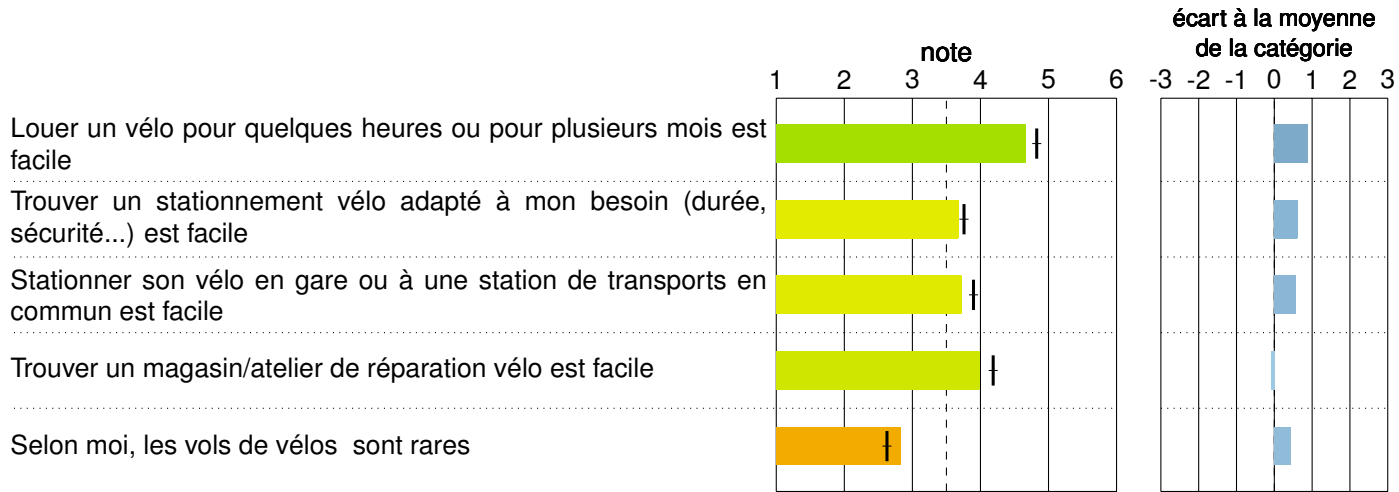 écart à la moyenne
de la catégorie
note
1 2 3 4 5 6
-3 -2 -1 0 1 2 3
Louer un vélo pour quelques heures ou pour plusieurs mois est
facile
Trouver un stationnement vélo adapté à mon besoin (durée,
sécurité...) est facile
Stationner son vélo en gare ou à une station de transports en
commun est facile
Trouver un magasin/atelier de réparation vélo est facile
Selon moi, les vols de vélos sont rares